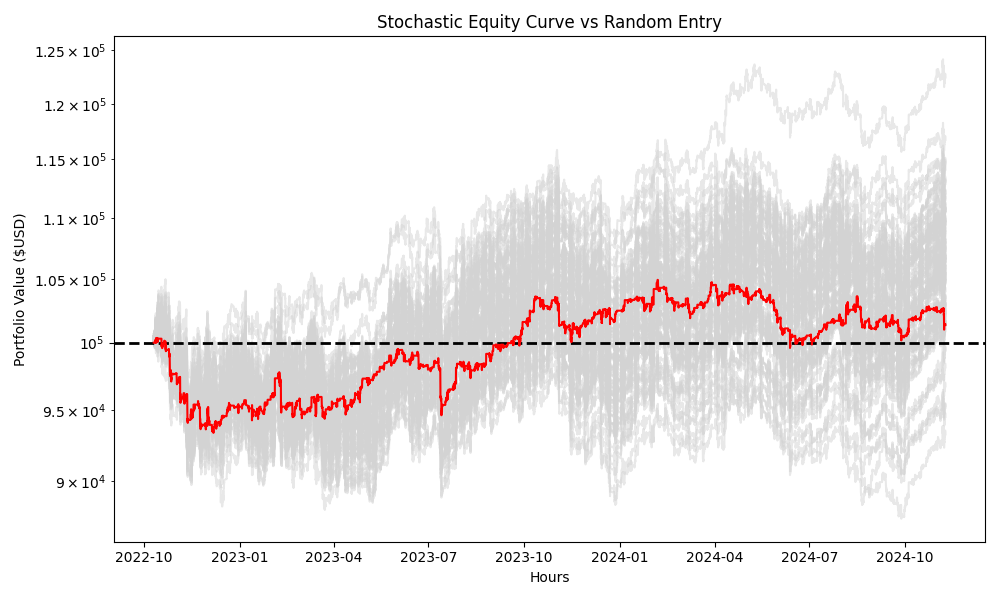 Stochastic Equity Curve vs Random Entry
Portfolio Value ($USD)
1.25 × 10⁵
1.2 × 10⁵
1.15 × 10⁵
1.1 × 10⁵
1.05 × 10⁵
10⁵
9.5 × 10⁴
9 × 10⁴
2022-10 2023-01 2023-04 2023-07 2023-10 2024-01 2024-04 2024-07 2024-10
Hours